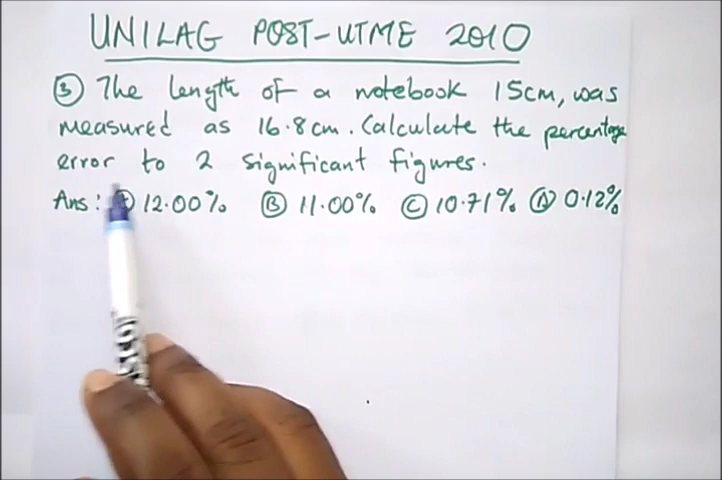 UNILAG POST-UTME 2010
③ The length of a notebook 15cm, was
measured as 16.8cm. Calculate the percentage
error to 2 significant figures.
Ans: 12.00% Ⓑ 11.00% Ⓒ 10.71% Ⓓ 0.12%